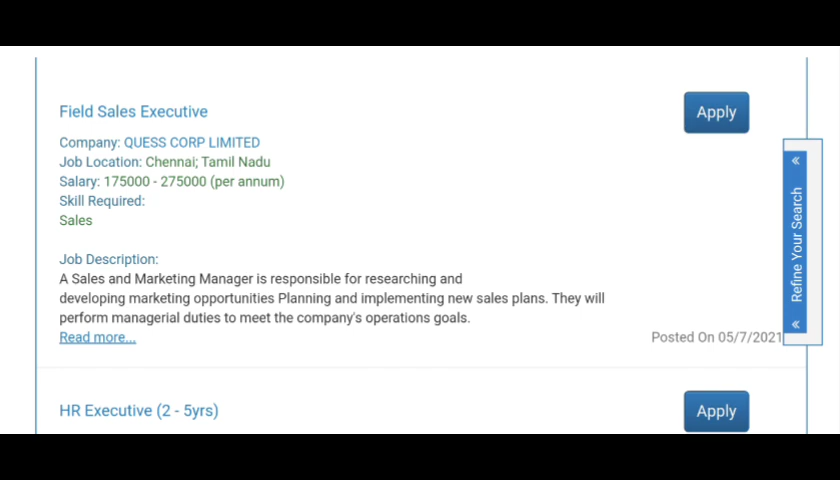 Field Sales Executive
Apply
Company: QUESS CORP LIMITED
Job Location: Chennai; Tamil Nadu
Salary: 175000 - 275000 (per annum)
Skill Required:
Sales
Job Description:
A Sales and Marketing Manager is responsible for researching and
developing marketing opportunities Planning and implementing new sales plans. They will
perform managerial duties to meet the company's operations goals.
Read more...
Posted On 05/7/2021
« Refine Your Search «
HR Executive (2 - 5yrs)
Apply